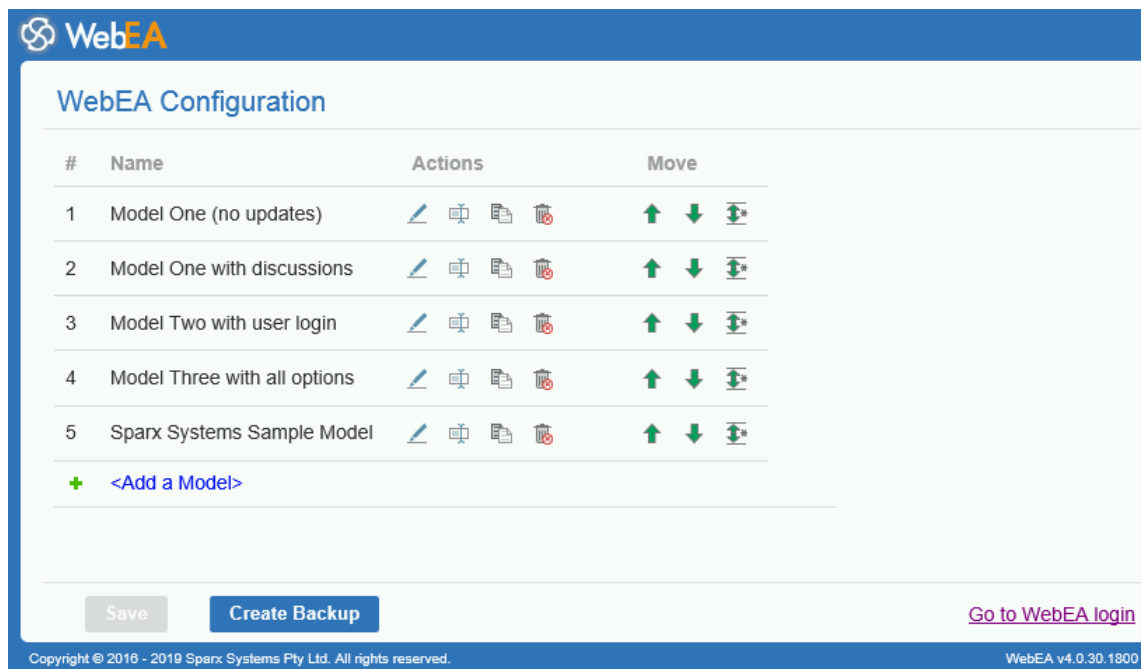 WebEA
WebEA Configuration
# Name Actions Move
1 Model One (no updates)
2 Model One with discussions
3 Model Two with user login
4 Model Three with all options
5 Sparx Systems Sample Model
+ <Add a Model>
Save Create Backup Go to WebEA login
Copyright © 2016 - 2019 Sparx Systems Pty Ltd. All rights reserved. WebEA v4.0.30.1800